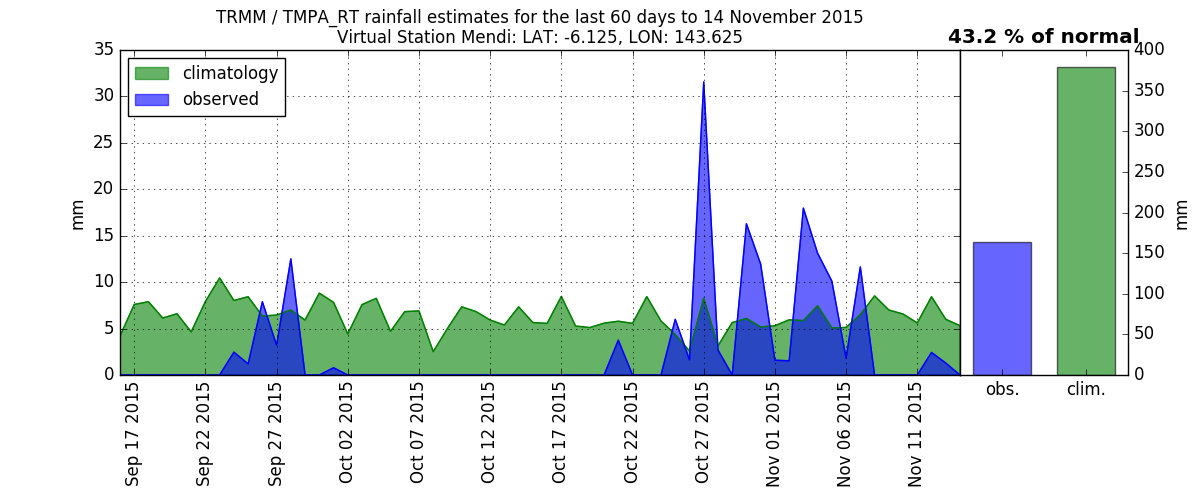 TRMM / TMPA_RT rainfall estimates for the last 60 days to 14 November 2015
Virtual Station Mendi: LAT: -6.125, LON: 143.625
43.2 % of normal
climatology
observed
mm
35
30
25
20
15
10
5
0
Sep 17 2015
Sep 22 2015
Sep 27 2015
Oct 02 2015
Oct 07 2015
Oct 12 2015
Oct 17 2015
Oct 22 2015
Oct 27 2015
Nov 01 2015
Nov 06 2015
Nov 11 2015
obs.
clim.
400
350
300
250
200
150
100
50
0
mm